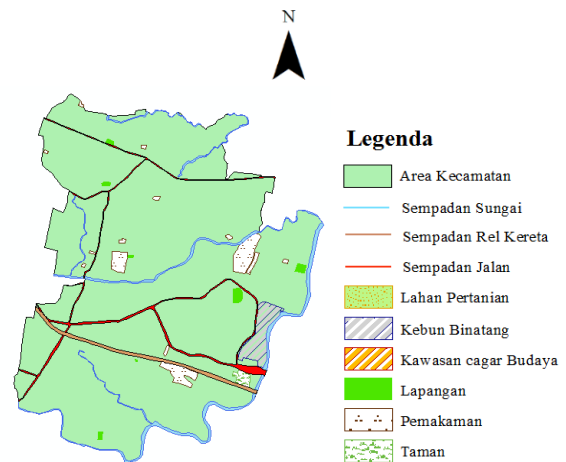 N
Legenda
Area Kecamatan
Sempadan Sungai
Sempadan Rel Kereta
Sempadan Jalan
Lahan Pertanian
Kebun Binatang
Kawasan cagar Budaya
Lapangan
Pemakaman
Taman